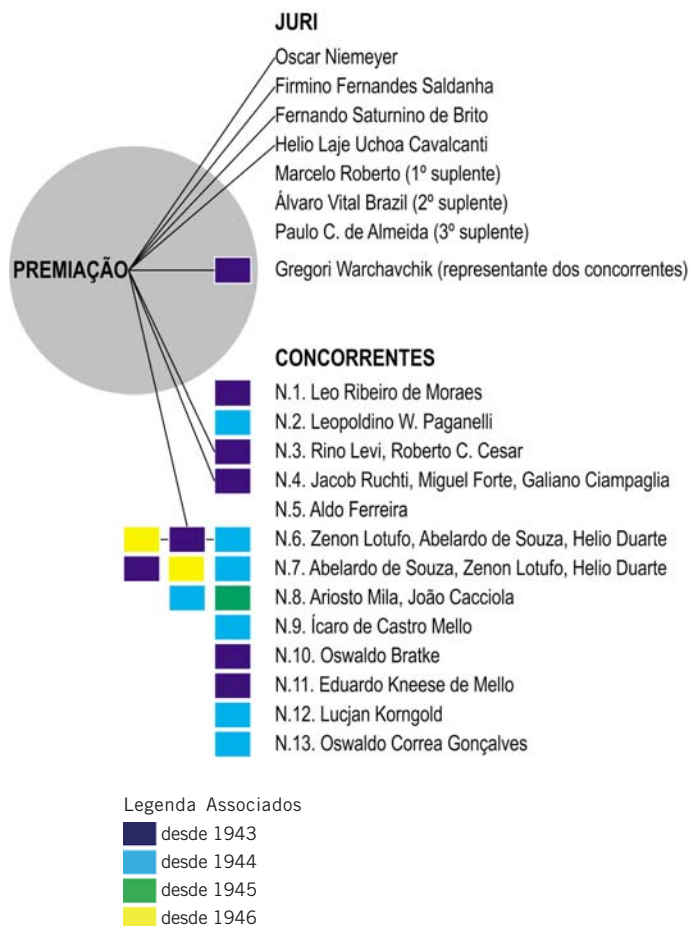 JURI
Oscar Niemeyer
Firmino Fernandes Saldanha
Fernando Saturnino de Brito
Helio Laje Uchoa Cavalcanti
Marcelo Roberto (1º suplente)
Álvaro Vital Brazil (2º suplente)
Paulo C. de Almeida (3º suplente)
PREMIAÇÃO
Gregori Warchavchik (representante dos concorrentes)
CONCORRENTES
N.1. Leo Ribeiro de Moraes
N.2. Leopoldino W. Paganelli
N.3. Rino Levi, Roberto C. Cesar
N.4. Jacob Ruchti, Miguel Forte, Galiano Ciampaglia
N.5. Aldo Ferreira
N.6. Zenon Lotufo, Abelardo de Souza, Helio Duarte
N.7. Abelardo de Souza, Zenon Lotufo, Helio Duarte
N.8. Ariosto Mila, João Cacciola
N.9. Ícaro de Castro Mello
N.10. Oswaldo Bratke
N.11. Eduardo Kneese de Mello
N.12. Lucjan Korngold
N.13. Oswaldo Correa Gonçalves
Legenda Associados
desde 1943
desde 1944
desde 1945
desde 1946